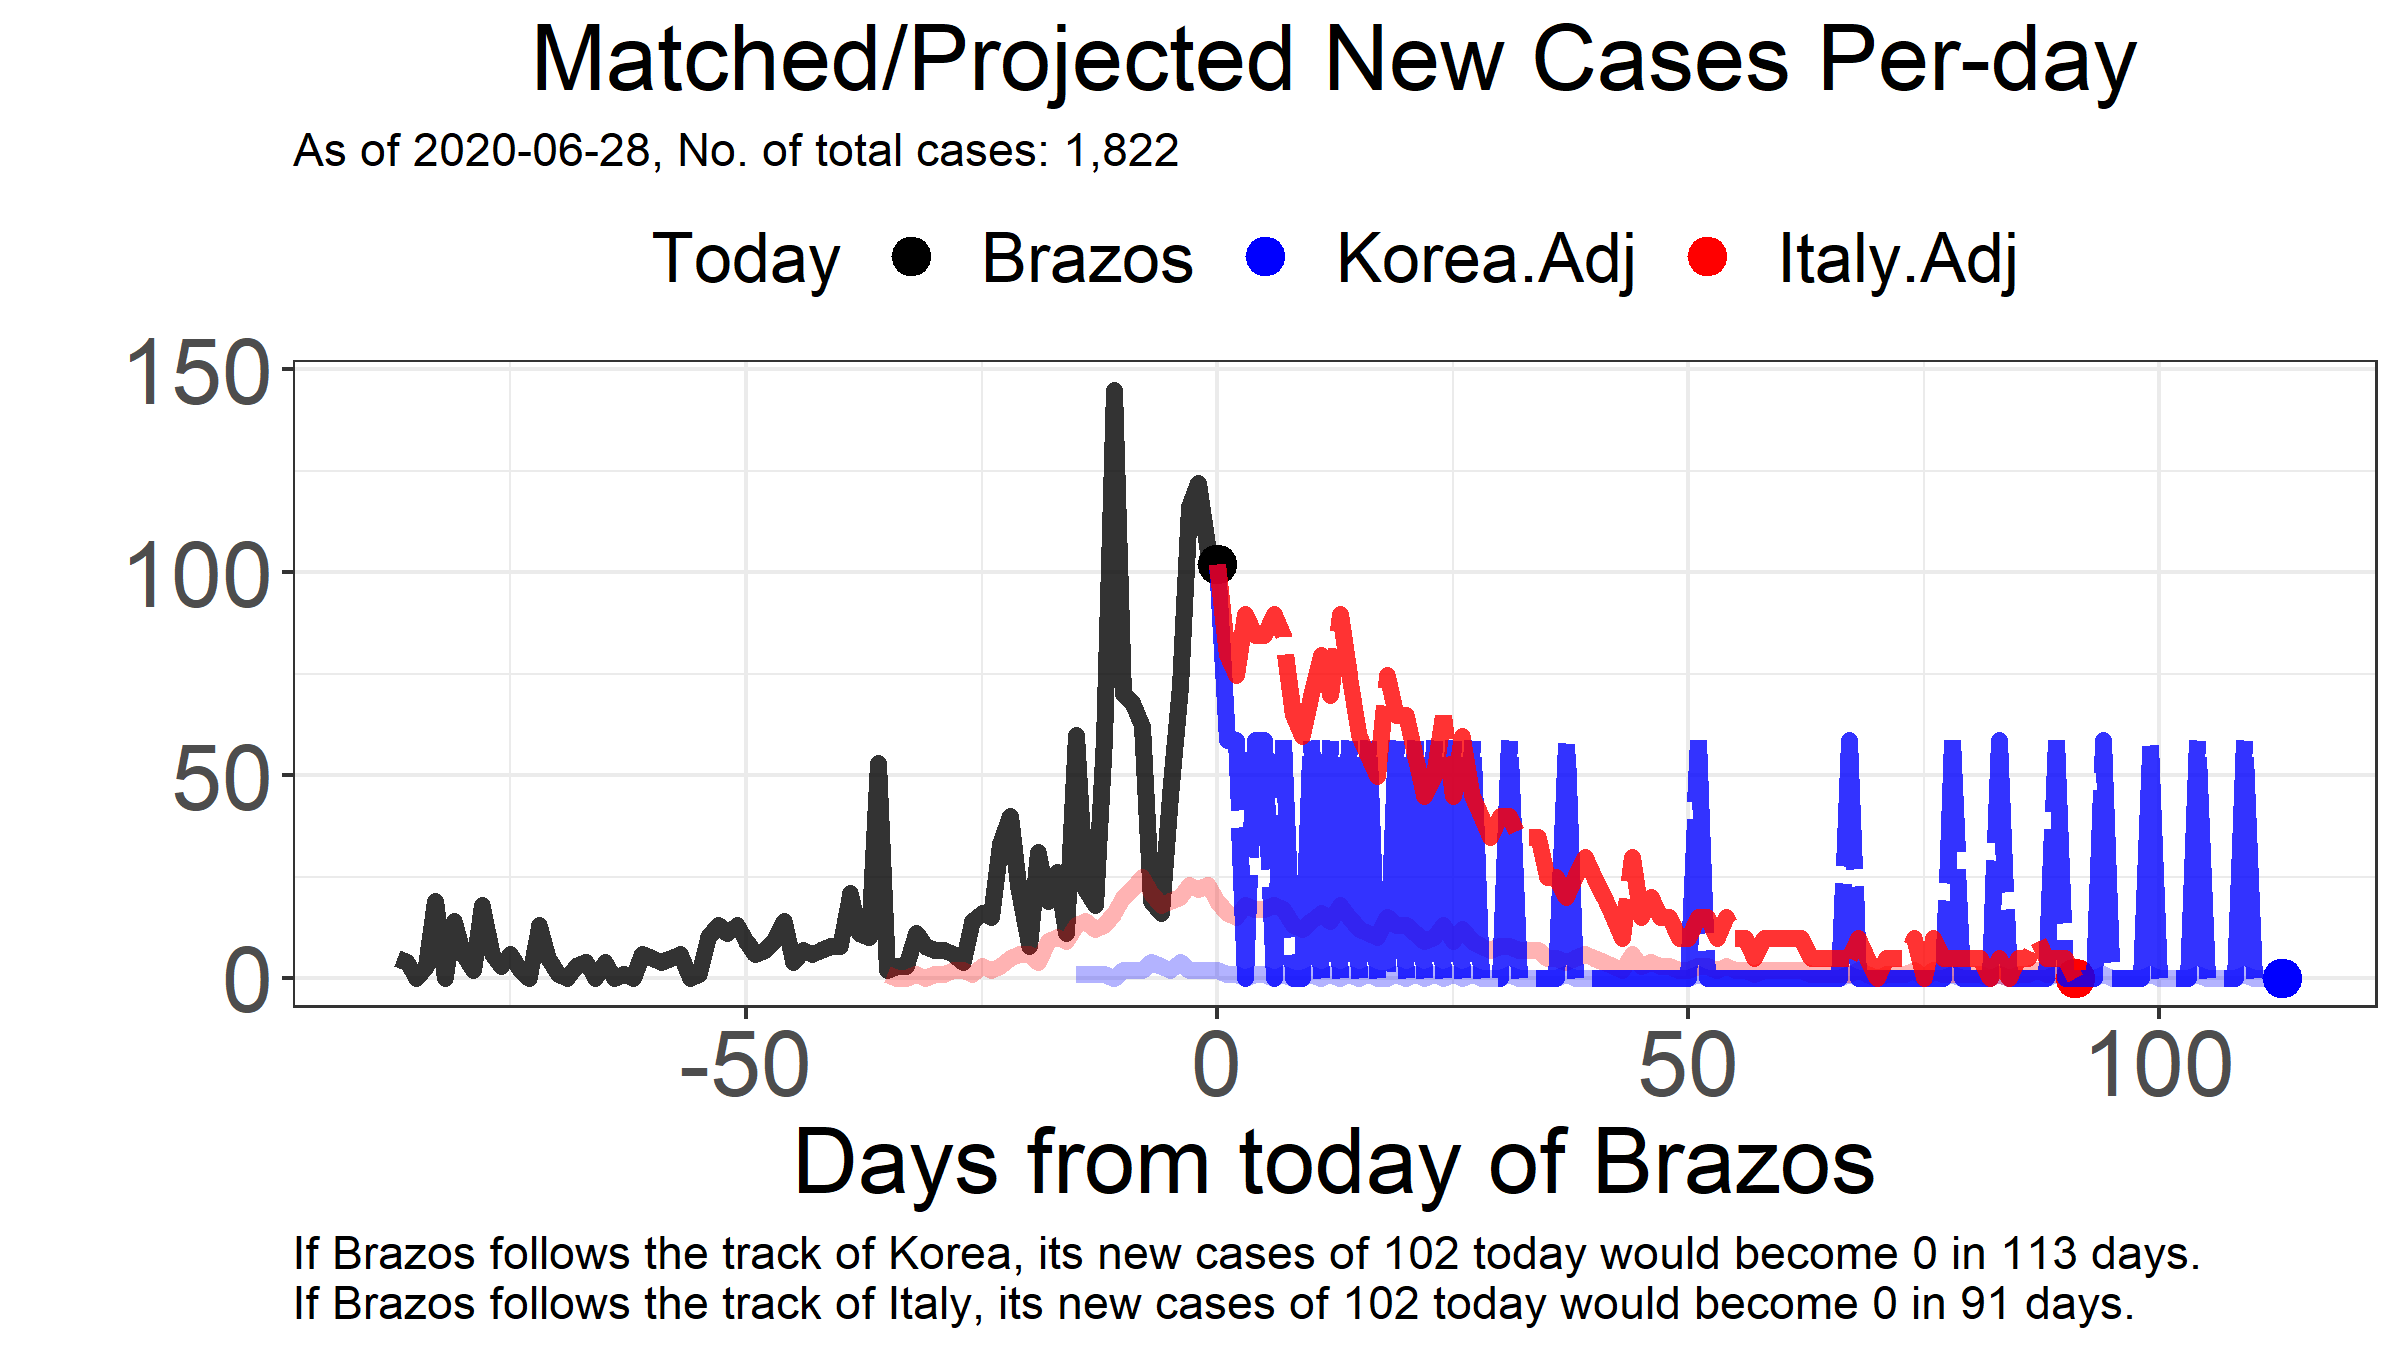 Matched/Projected New Cases Per-day
As of 2020-06-28, No. of total cases: 1,822
Today Brazos Korea.Adj Italy.Adj
150
100
50
0
-50 0 50 100
Days from today of Brazos
If Brazos follows the track of Korea, its new cases of 102 today would become 0 in 113 days.
If Brazos follows the track of Italy, its new cases of 102 today would become 0 in 91 days.